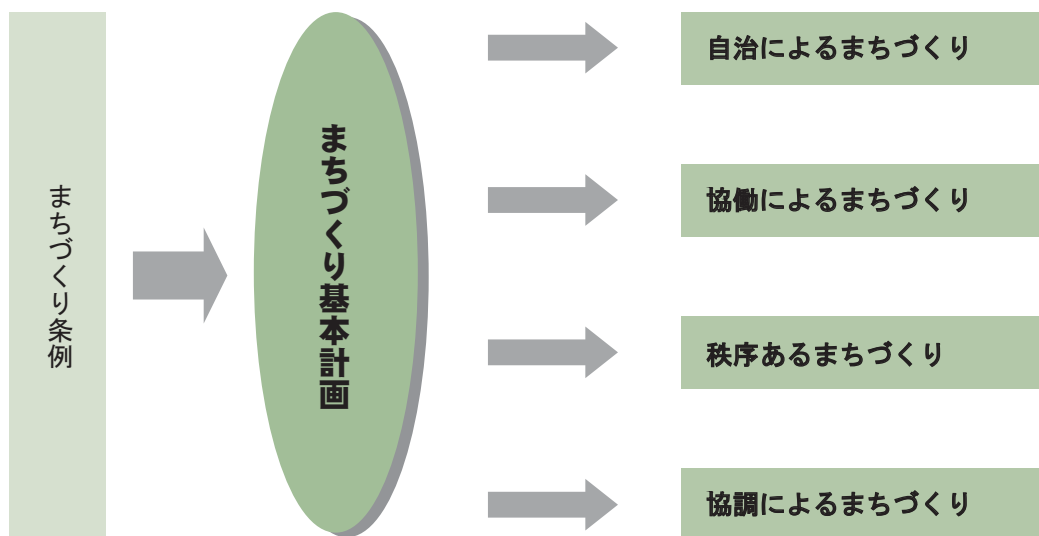 まちづくり条例
まちづくり基本計画
自治によるまちづくり
協働によるまちづくり
秩序あるまちづくり
協調によるまちづくり